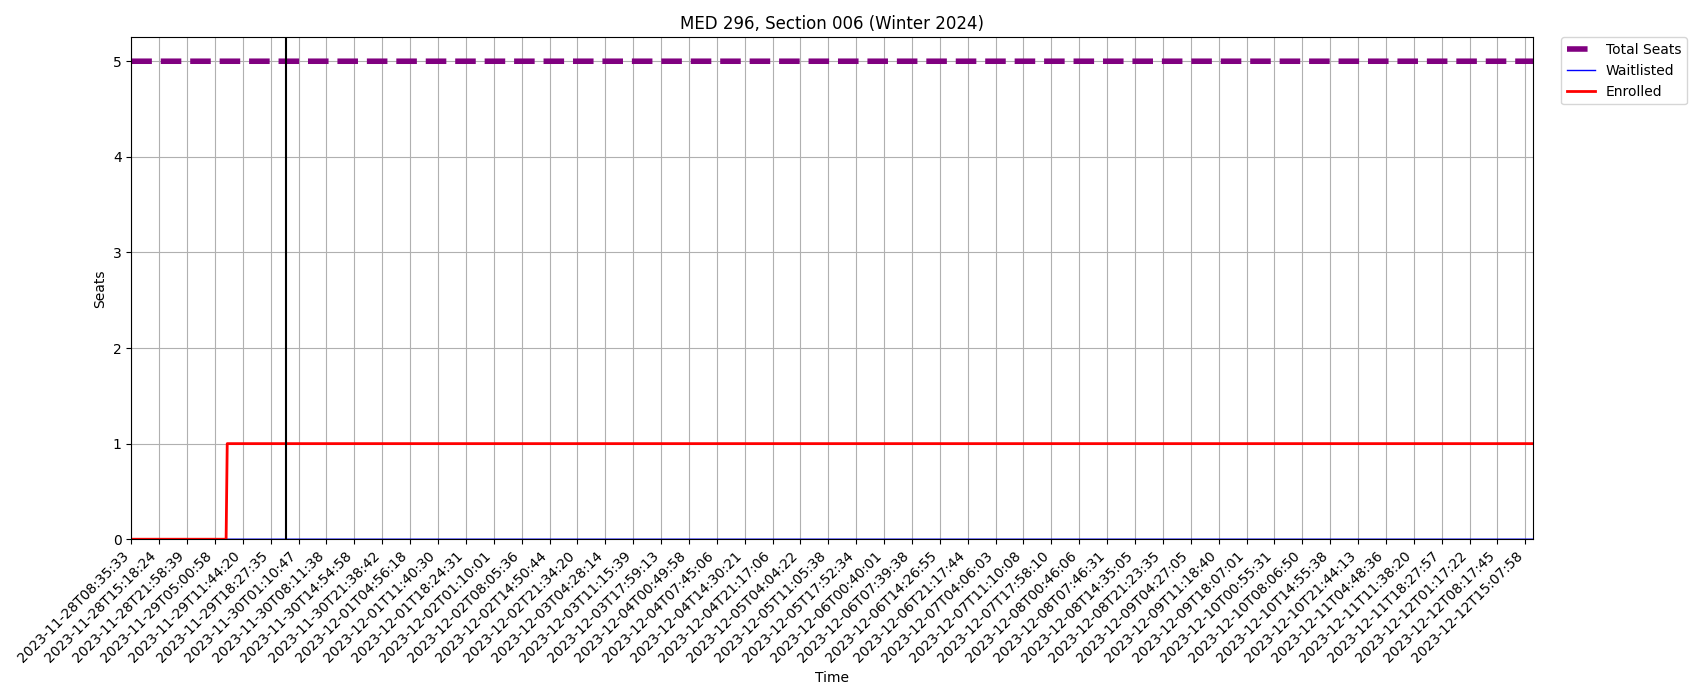 MED 296, Section 006 (Winter 2024)
Total Seats
Waitlisted
Enrolled
5
4
3
2
1
0
Seats
2023-11-28T08:35:33
2023-11-28T15:18:24
2023-11-28T21:58:39
2023-11-29T05:00:58
2023-11-29T11:44:20
2023-11-29T18:27:35
2023-11-30T01:10:47
2023-11-30T08:11:38
2023-11-30T14:54:58
2023-11-30T21:38:42
2023-12-01T04:56:18
2023-12-01T11:40:30
2023-12-01T18:24:31
2023-12-02T01:10:01
2023-12-02T08:05:36
2023-12-02T14:50:44
2023-12-02T21:34:20
2023-12-03T04:28:14
2023-12-03T11:15:39
2023-12-03T17:59:13
2023-12-04T00:49:58
2023-12-04T07:45:06
2023-12-04T14:30:21
2023-12-04T21:17:06
2023-12-05T04:04:22
2023-12-05T11:05:38
2023-12-05T17:52:34
2023-12-06T00:40:01
2023-12-06T07:39:38
2023-12-06T14:26:55
2023-12-06T21:17:44
2023-12-07T04:06:03
2023-12-07T11:10:08
2023-12-07T17:58:10
2023-12-08T00:46:06
2023-12-08T07:46:31
2023-12-08T14:35:05
2023-12-08T21:23:35
2023-12-09T04:27:05
2023-12-09T11:18:40
2023-12-09T18:07:01
2023-12-10T00:55:31
2023-12-10T08:06:50
2023-12-10T14:55:38
2023-12-10T21:44:13
2023-12-11T04:48:36
2023-12-11T11:38:20
2023-12-11T18:27:57
2023-12-12T01:17:22
2023-12-12T08:17:45
2023-12-12T15:07:58
Time